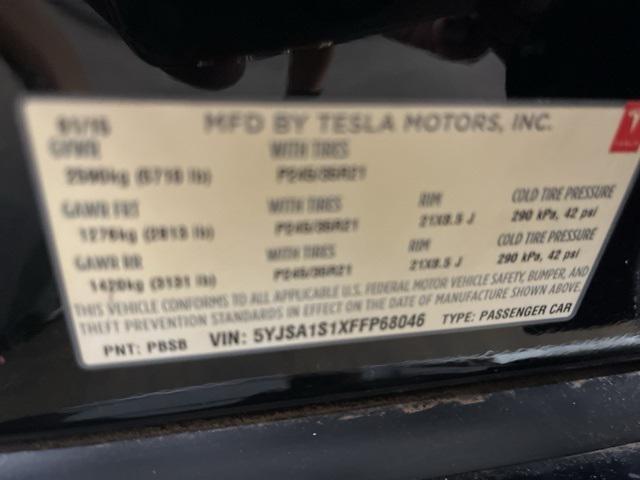 01/15 MFD BY TESLA MOTORS, INC.
GVWR WITH TIRES
2590kg (5710 lb) P245/35R21
GAWR FRT WITH TIRES RIM COLD TIRE PRESSURE
1276kg (2813 lb) P245/35R21 21X8.5 J 290 kPa, 42 psi
GAWR RR WITH TIRES RIM COLD TIRE PRESSURE
1420kg (3131 lb) P245/35R21 21X8.5 J 290 kPa, 42 psi
THIS VEHICLE CONFORMS TO ALL APPLICABLE U.S. FEDERAL MOTOR VEHICLE SAFETY, BUMPER, AND
THEFT PREVENTION STANDARDS IN EFFECT ON THE DATE OF MANUFACTURE SHOWN ABOVE.
PNT: PBSB VIN: 5YJSA1S1XFFP68046 TYPE: PASSENGER CAR